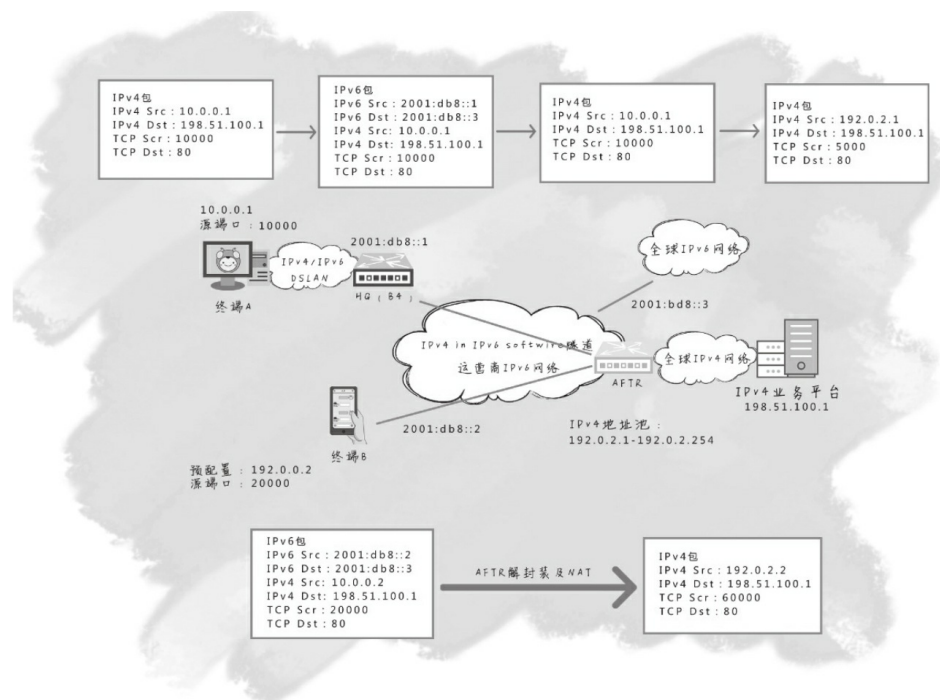 IPv4包
IPv4 Src：10.0.0.1
IPv4 Dst：198.51.100.1
TCP Scr：10000
TCP Dst：80
IPv6包
IPv6 Src：2001:db8::1
IPv6 Dst：2001:db8::3
IPv4 Src: 10.0.0.1
IPv4 Dst: 198.51.100.1
TCP Scr：10000
TCP Dst：80
IPv4包
IPv4 Src：10.0.0.1
IPv4 Dst：198.51.100.1
TCP Scr：10000
TCP Dst：80
IPv4包
IPv4 Src：192.0.2.1
IPv4 Dst：198.51.100.1
TCP Scr：5000
TCP Dst：80
10.0.0.1
源端口：10000
终端A
IPv4/IPv6
DSLAN
2001:db8::1
HG（B4）
全球IPv6网络
2001:bd8::3
IPv4 in IPv6 softwire隧道
运营商IPv6网络
AFTR
全球IPv4网络
IPv4业务平台
198.51.100.1
IPv4地址池：
192.0.2.1-192.0.2.254
2001:db8::2
终端B
预配置：192.0.0.2
源端口：20000
IPv6包
IPv6 Src：2001:db8::2
IPv6 Dst：2001:db8::3
IPv4 Src: 10.0.0.2
IPv4 Dst: 198.51.100.1
TCP Scr：20000
TCP Dst：80
AFTR解封装及NAT
IPv4包
IPv4 Src：192.0.2.2
IPv4 Dst：198.51.100.1
TCP Scr：60000
TCP Dst：80